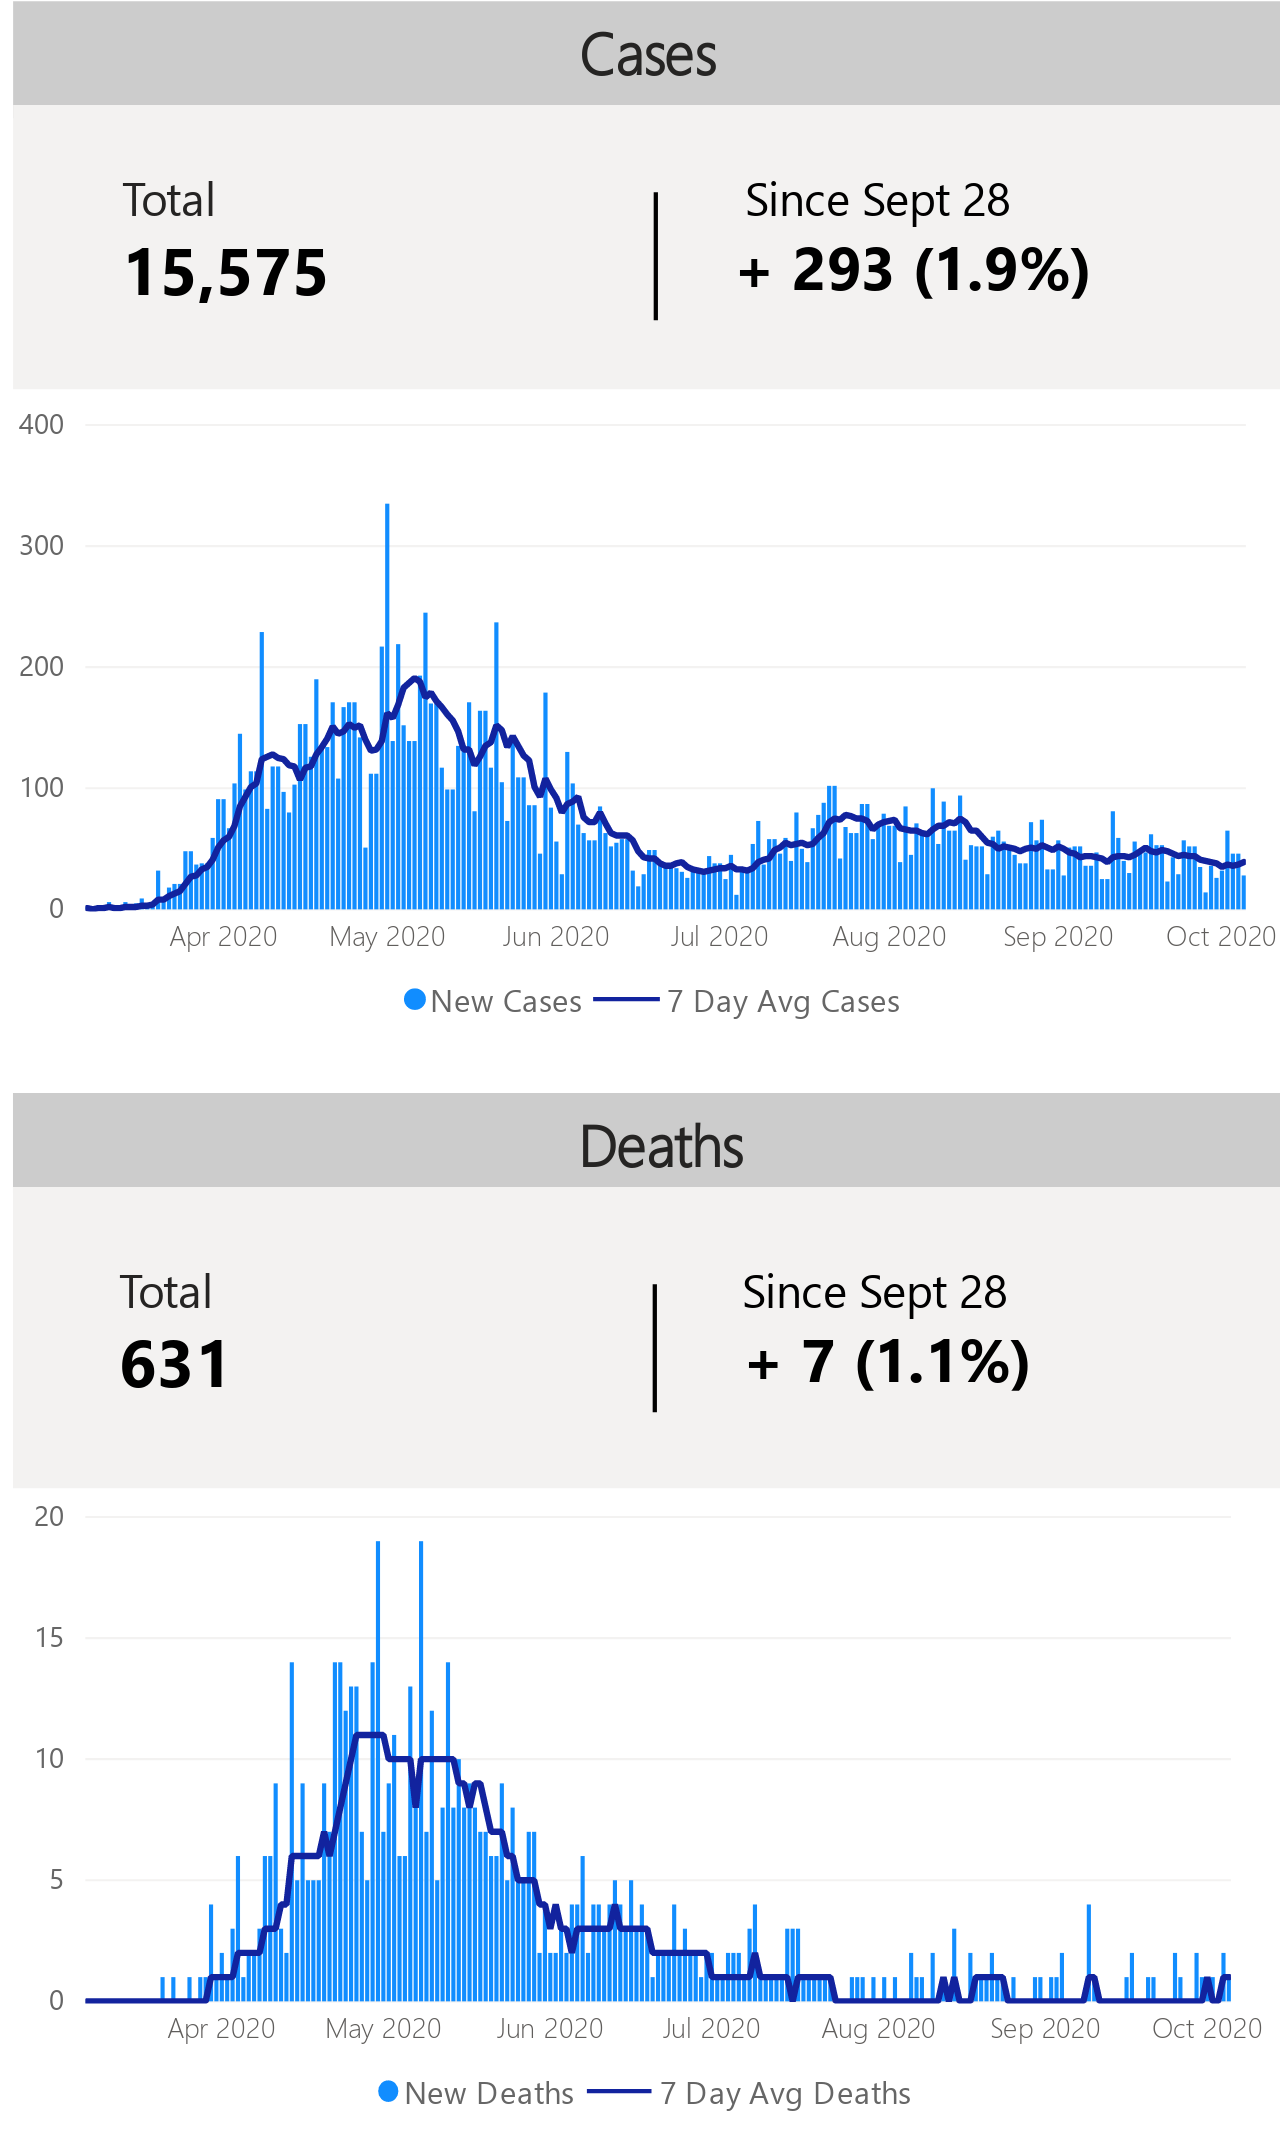 Cases
Total
Since Sept 28
15,575
+ 293 (1.9%)
400
300
200
100
0
Apr 2020
May 2020
Jun 2020
Jul 2020
Aug 2020
Sep 2020
Oct 2020
New Cases
7 Day Avg Cases
Deaths
Total
Since Sept 28
631
+ 7 (1.1%)
20
15
10
5
0
Apr 2020
May 2020
Jun 2020
Jul 2020
Aug 2020
Sep 2020
Oct 2020
New Deaths
7 Day Avg Deaths